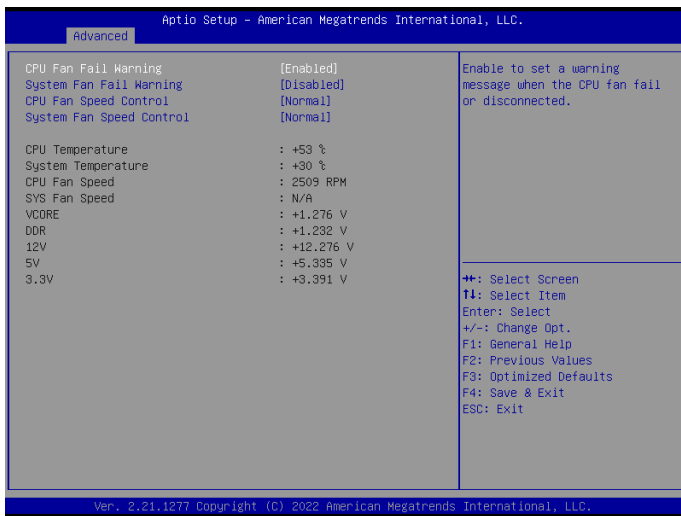 Aptio Setup – American Megatrends International, LLC.
Advanced
CPU Fan Fail Warning [Enabled]
System Fan Fail Warning [Disabled]
CPU Fan Speed Control [Normal]
System Fan Speed Control [Normal]
CPU Temperature : +53 ℃
System Temperature : +30 ℃
CPU Fan Speed : 2509 RPM
SYS Fan Speed : N/A
VCORE : +1.276 V
DDR : +1.232 V
12V : +12.276 V
5V : +5.335 V
3.3V : +3.391 V
Enable to set a warning
message when the CPU fan fail
or disconnected.
→←: Select Screen
↑↓: Select Item
Enter: Select
+/-: Change Opt.
F1: General Help
F2: Previous Values
F3: Optimized Defaults
F4: Save & Exit
ESC: Exit
Ver. 2.21.1277 Copyright (C) 2022 American Megatrends International, LLC.